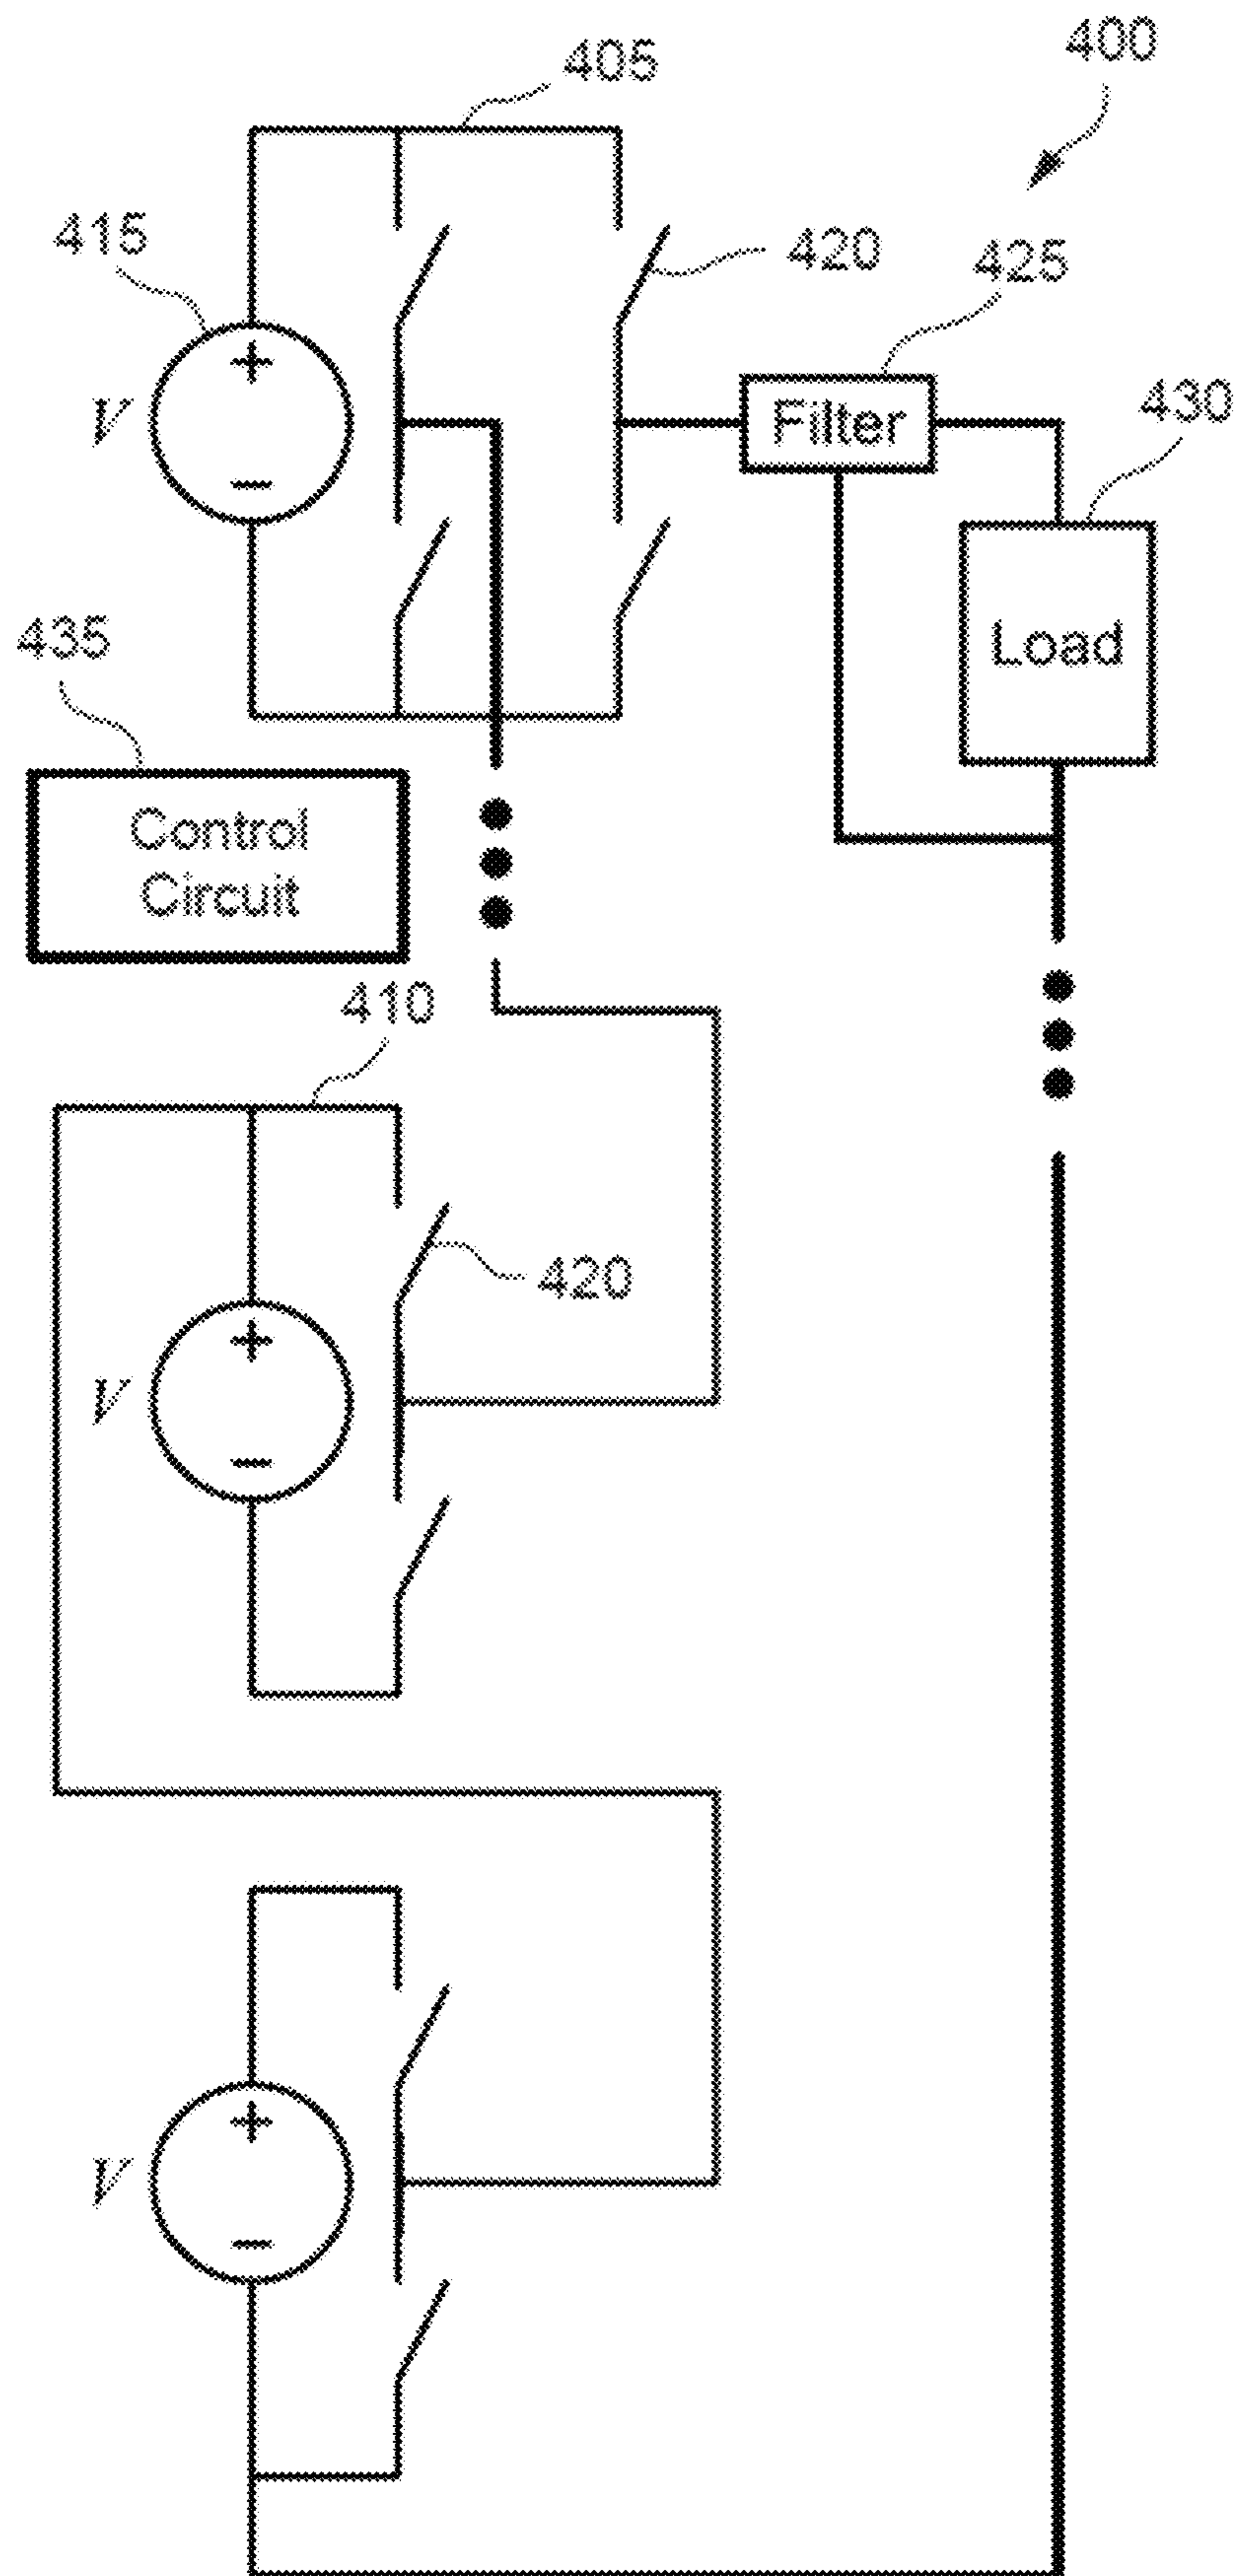 400
405
415
420
425
+
V
Filter
430
−
435
Load
Control
Circuit
410
420
+
V
−
+
V
−